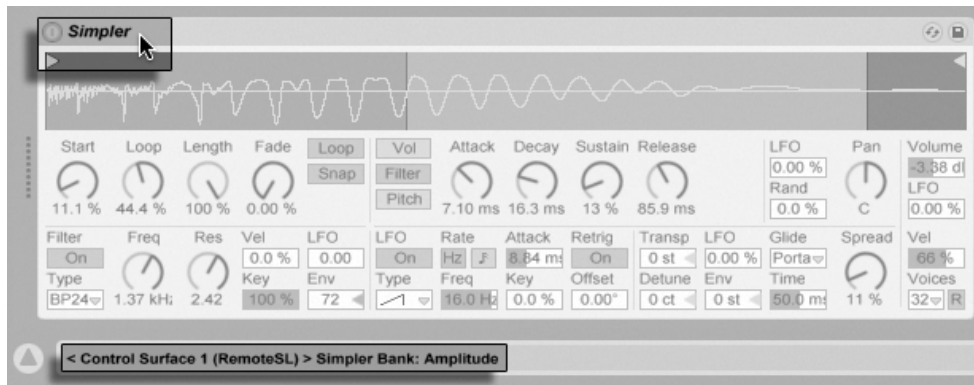 Simpler
Start Loop Length Fade Loop Vol Attack Decay Sustain Release LFO Pan Volume
Snap Filter 0.00 % -3.38 dl
Pitch Rand LFO
11.1 % 44.4 % 100 % 0.00 % 7.10 ms 16.3 ms 13 % 85.9 ms 0.0 % C 0.00 %
Filter Freq Res Vel LFO LFO Rate Attack Retrig Transp LFO Glide Spread Vel
On 0.0 % 0.00 On Hz 8.84 m On 0 st 0.00 % Porta 66 %
Type Key Env Type Freq Key Offset Detune Env Time Voices
BP24 1.37 kHz 2.42 100 % 72 16.0 Hz 0.0 % 0.00° 0 ct 0 st 50.0 m 11 % 32 R
< Control Surface 1 (RemoteSL) > Simpler Bank: Amplitude